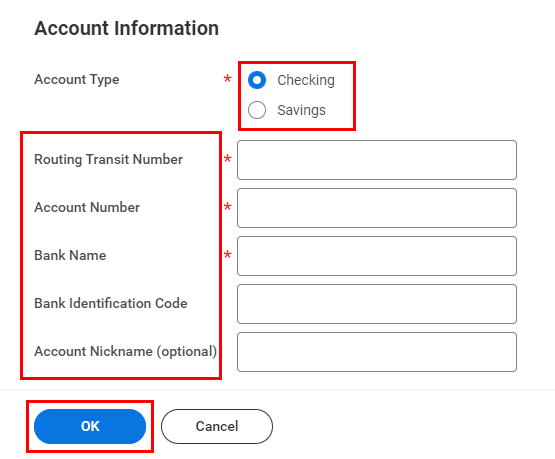 Account Information
Account Type * Checking
Savings
Routing Transit Number *
Account Number *
Bank Name *
Bank Identification Code
Account Nickname (optional)
OK Cancel